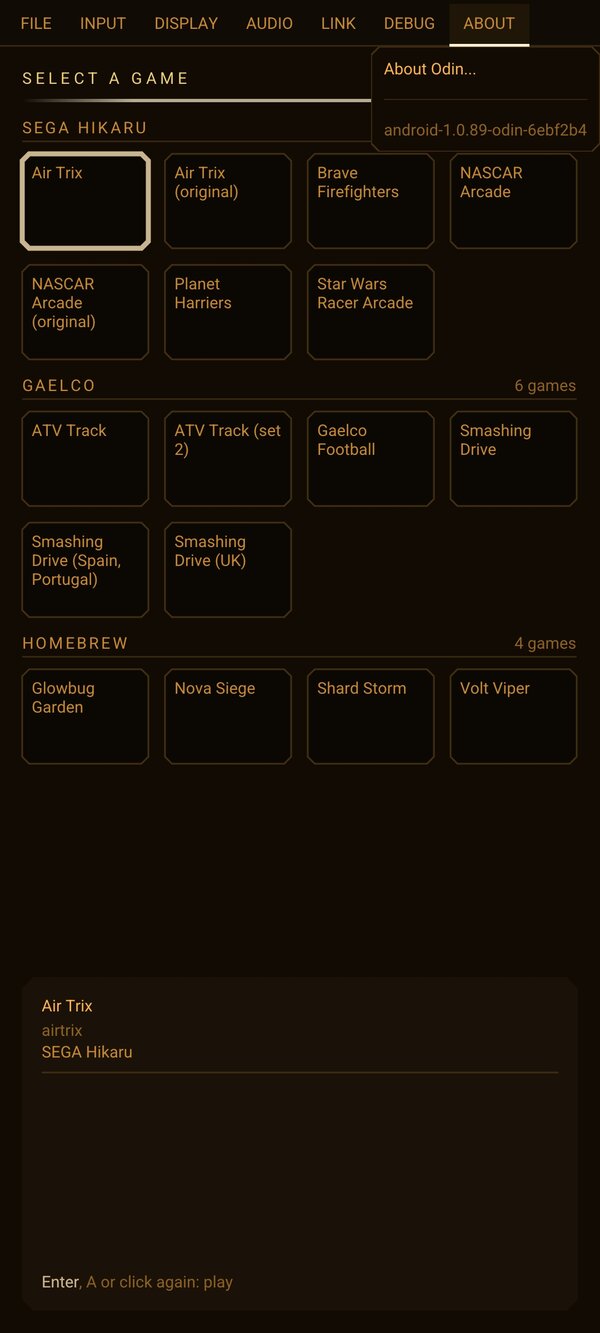 FILE INPUT DISPLAY AUDIO LINK DEBUG ABOUT
About Odin...
android-1.0.89-odin-6ebf2b4
SELECT A GAME
SEGA HIKARU
Air Trix
Air Trix
(original)
Brave
Firefighters
NASCAR
Arcade
NASCAR
Arcade
(original)
Planet
Harriers
Star Wars
Racer Arcade
GAELCO
6 games
ATV Track
ATV Track (set
2)
Gaelco
Football
Smashing
Drive
Smashing
Drive (Spain,
Portugal)
Smashing
Drive (UK)
HOMEBREW
4 games
Glowbug
Garden
Nova Siege
Shard Storm
Volt Viper
Air Trix
airtrix
SEGA Hikaru
Enter, A or click again: play